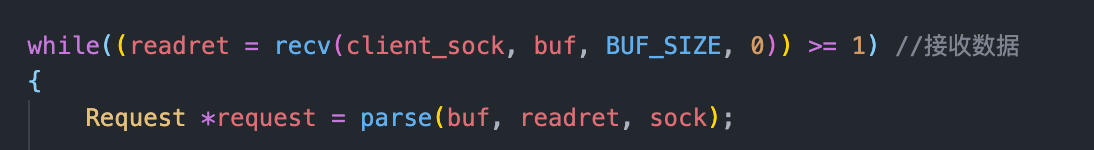 while((readret = recv(client_sock, buf, BUF_SIZE, 0)) >= 1) //接收数据
{
Request *request = parse(buf, readret, sock);